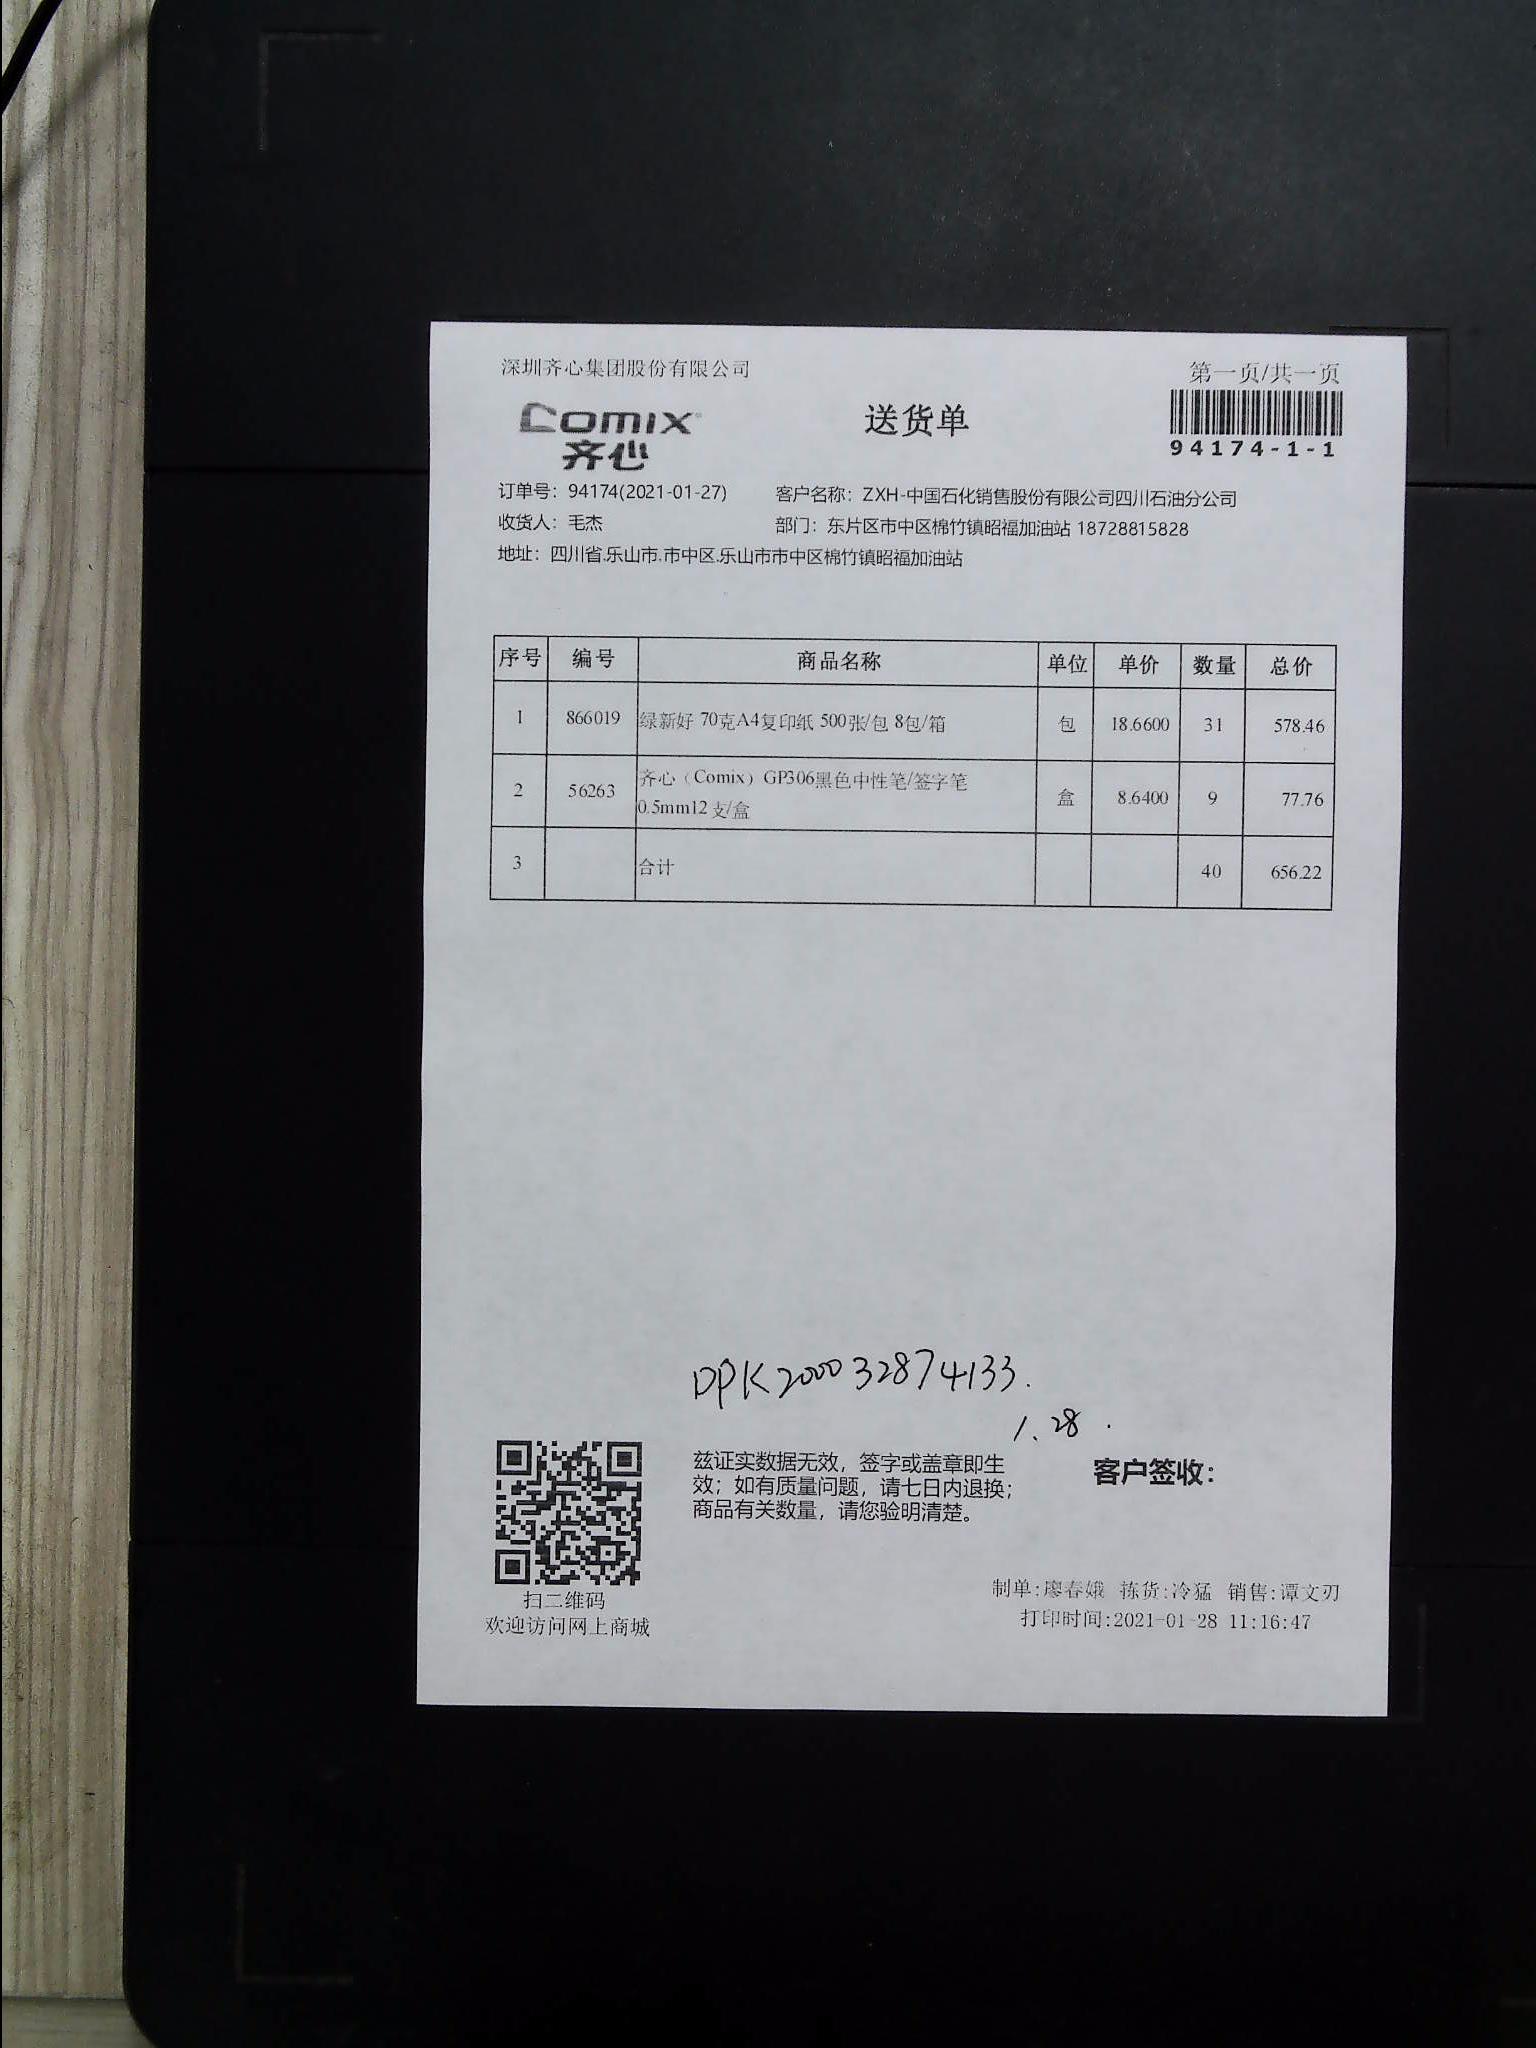 深圳齐心集团股份有限公司
第一页/共一页
Comix
齐心
送货单
94174-1-1
订单号：94174(2021-01-27) 客户名称：ZXH-中国石化销售股份有限公司四川石油分公司
收货人：毛杰 部门：东片区市中区棉竹镇昭福加油站 18728815828
地址：四川省.乐山市.市中区.乐山市市中区棉竹镇昭福加油站
序号 编号 商品名称 单位 单价 数量 总价
1 866019 绿新好 70克A4复印纸 500张/包 8包/箱 包 18.6600 31 578.46
2 56263 齐心（Comix）GP306黑色中性笔/签字笔 盒 8.6400 9 77.76
0.5mm12支/盒
3 合计 40 656.22
DPK200032874133.
1.28.
兹证实数据无效，签字或盖章即生
效；如有质量问题，请七日内退换；
商品有关数量，请您验明清楚。
客户签收：
扫二维码
欢迎访问网上商城
制单:廖春娥 拣货:冷猛 销售:谭文刃
打印时间:2021-01-28 11:16:47